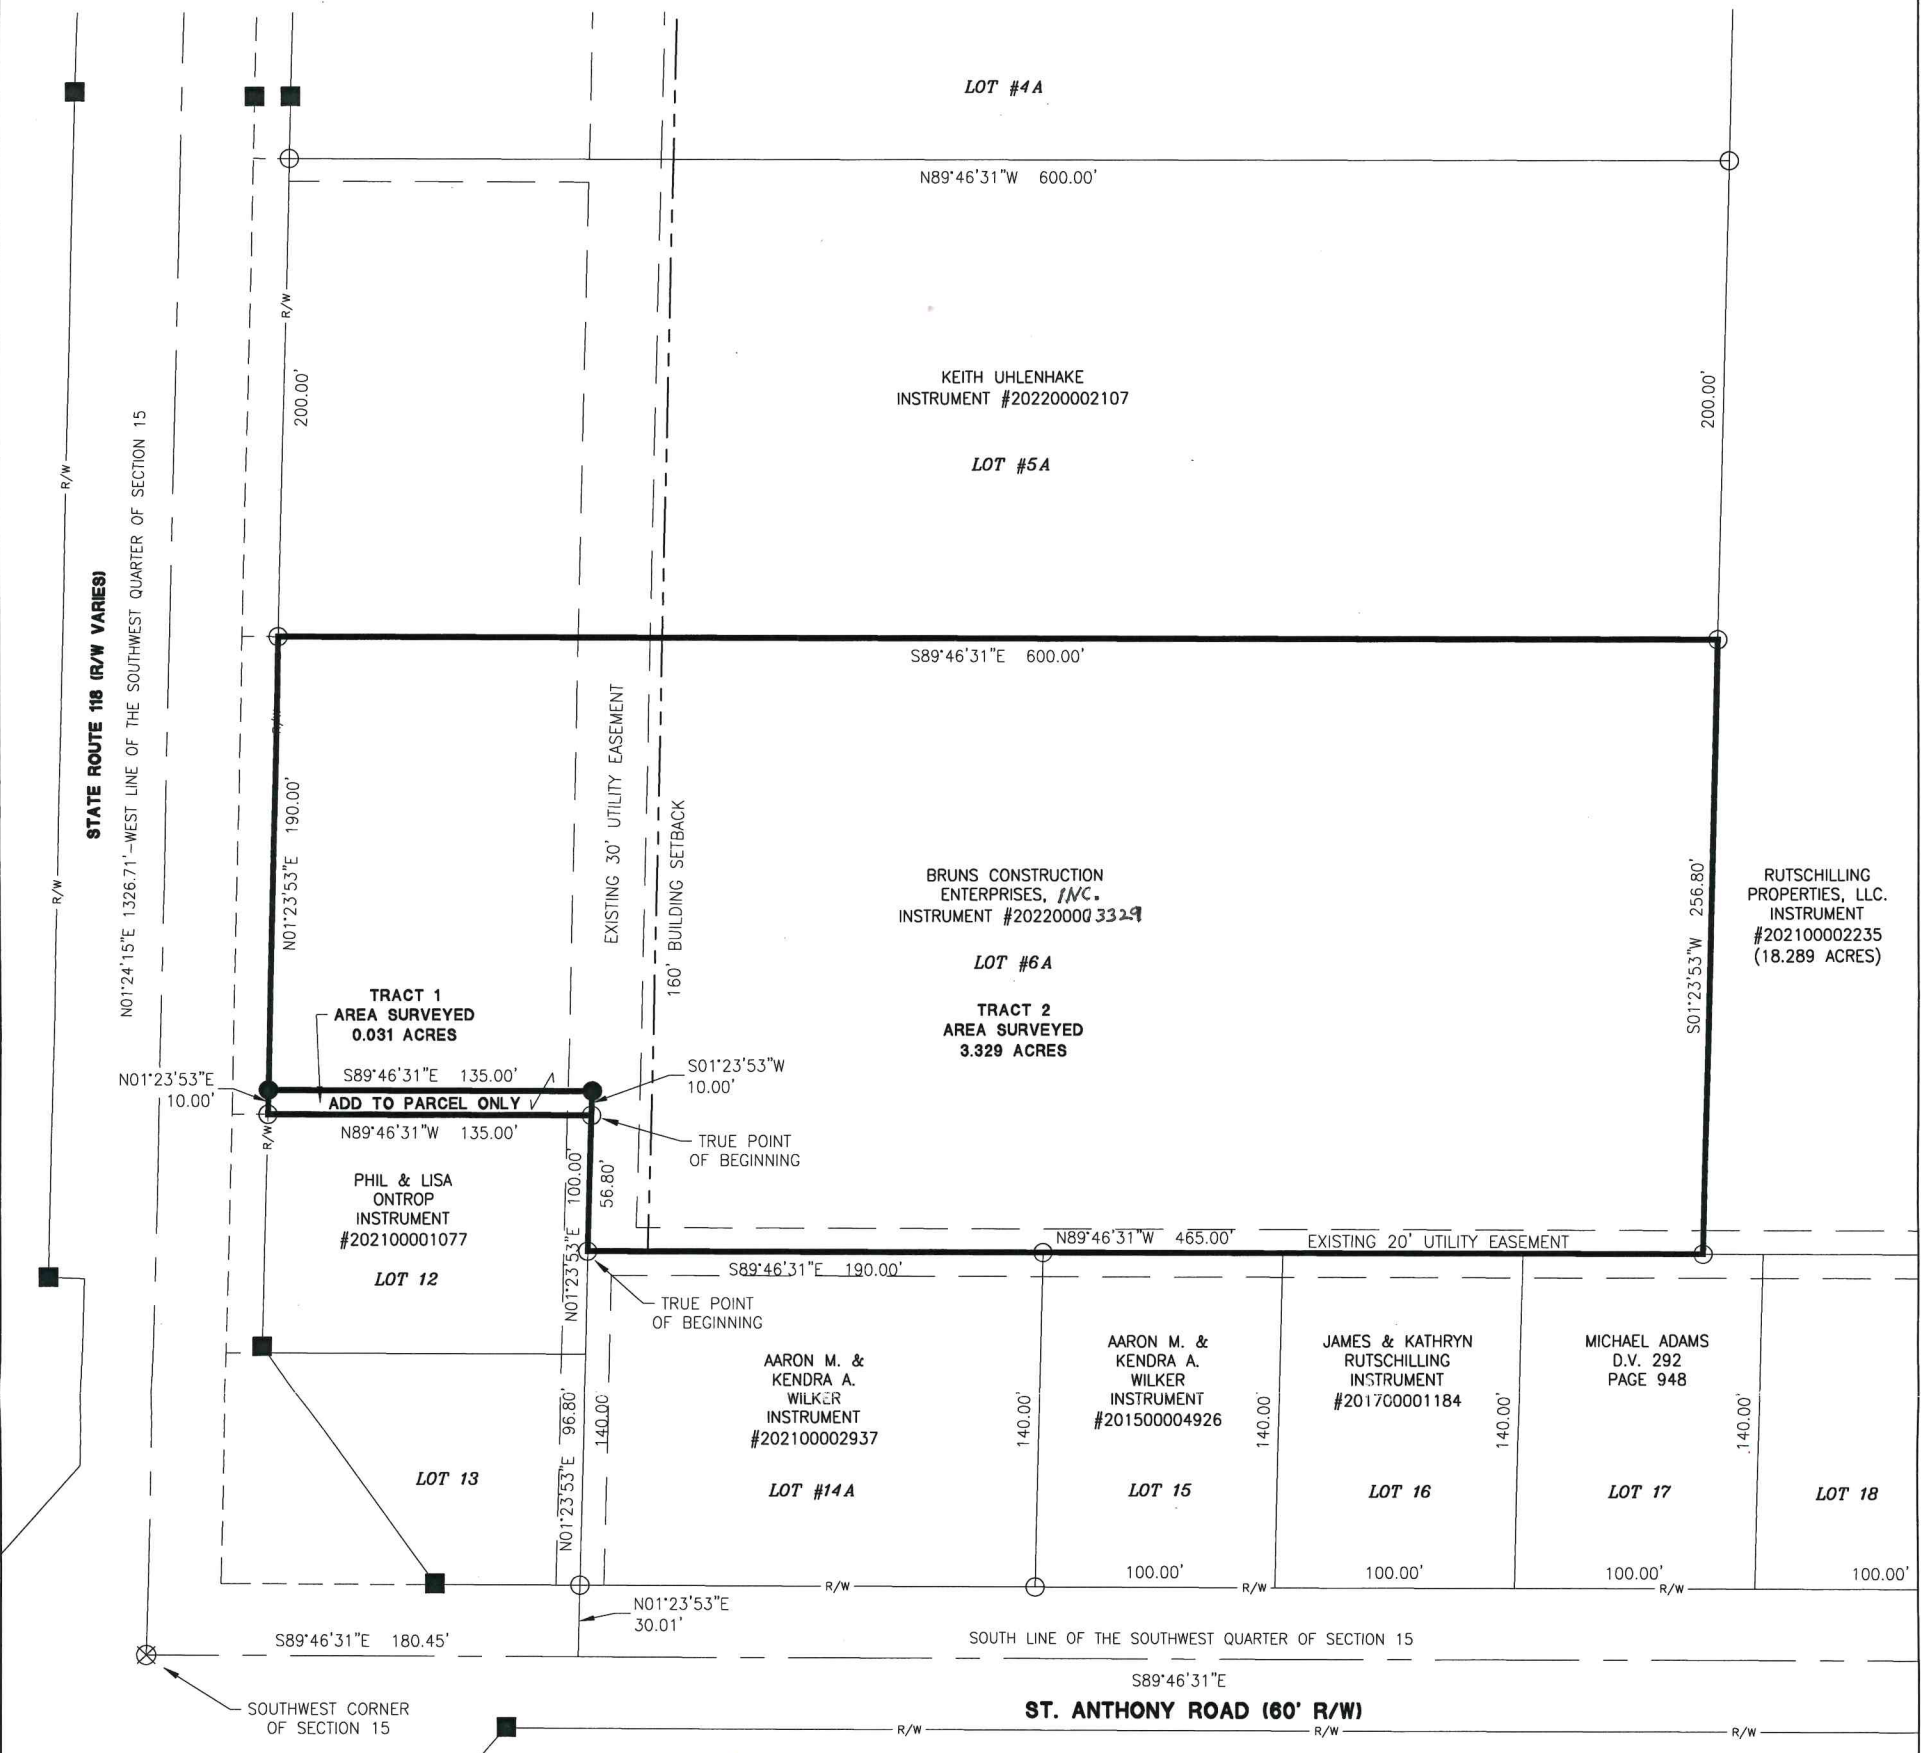 LOT #4A
N89°46'31"W 600.00'
R/W
200.00'
KEITH UHLENHAKE
INSTRUMENT #202200002107
LOT #5A
200.00'
R/W
STATE ROUTE 118 (R/W VARIES)
N01°24'15"E 1326.71'-WEST LINE OF THE SOUTHWEST QUARTER OF SECTION 15
S89°46'31"E 600.00'
R/W
N01°23'53"E 190.00'
EXISTING 30' UTILITY EASEMENT
160' BUILDING SETBACK
BRUNS CONSTRUCTION
ENTERPRISES, INC.
INSTRUMENT #202200003329
LOT #6A
TRACT 2
AREA SURVEYED
3.329 ACRES
S01°23'53"W 256.80'
RUTSCHILLING
PROPERTIES, LLC.
INSTRUMENT
#202100002235
(18.289 ACRES)
R/W
TRACT 1
AREA SURVEYED
0.031 ACRES
N01°23'53"E
10.00'
S89°46'31"E 135.00'
S01°23'53"W
10.00'
ADD TO PARCEL ONLY
N89°46'31"W 135.00'
R/W
TRUE POINT
OF BEGINNING
PHIL & LISA
ONTROP
INSTRUMENT
#202100001077
LOT 12
N01°23'53"E 100.00'
56.80'
N89°46'31"W 465.00'
EXISTING 20' UTILITY EASEMENT
S89°46'31"E 190.00'
TRUE POINT
OF BEGINNING
LOT 13
N01°23'53"E 96.80'
140.00'
AARON M. &
KENDRA A.
WILKER
INSTRUMENT
#202100002937
LOT #14A
140.00'
AARON M. &
KENDRA A.
WILKER
INSTRUMENT
#201500004926
LOT 15
140.00'
JAMES & KATHRYN
RUTSCHILLING
INSTRUMENT
#201700001184
LOT 16
140.00'
MICHAEL ADAMS
D.V. 292
PAGE 948
LOT 17
140.00'
LOT 18
100.00'
100.00'
100.00'
100.00'
R/W
R/W
R/W
N01°23'53"E
30.01'
S89°46'31"E 180.45'
SOUTH LINE OF THE SOUTHWEST QUARTER OF SECTION 15
S89°46'31"E
SOUTHWEST CORNER
OF SECTION 15
ST. ANTHONY ROAD (60' R/W)
R/W
R/W
R/W